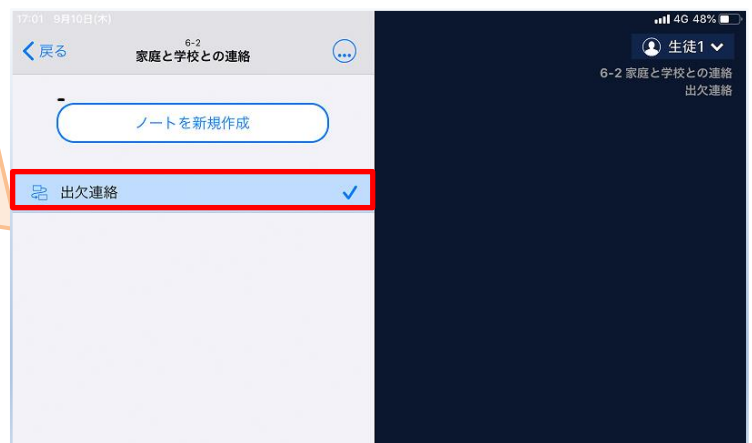 17:01 9月10日(木)
4G 48%
戻る
6-2
家庭と学校との連絡
生徒1
6-2 家庭と学校との連絡
出欠連絡
ノートを新規作成
出欠連絡